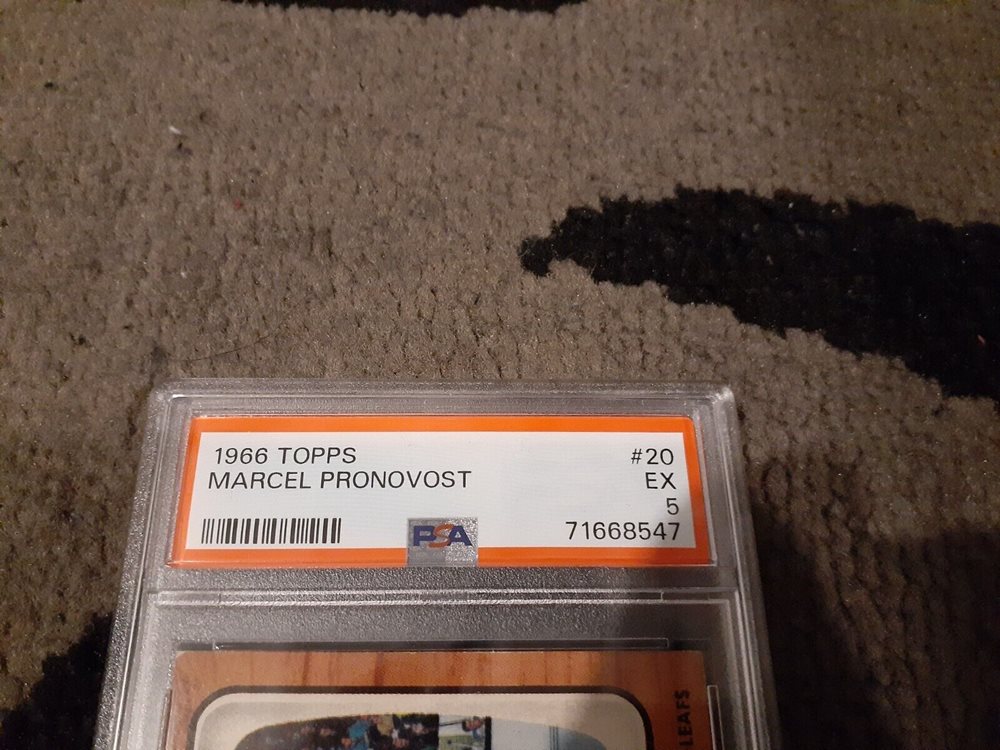 1966 TOPPS
MARCEL PRONOVOST
#20
EX
5
71668547
PSA
LEAFS